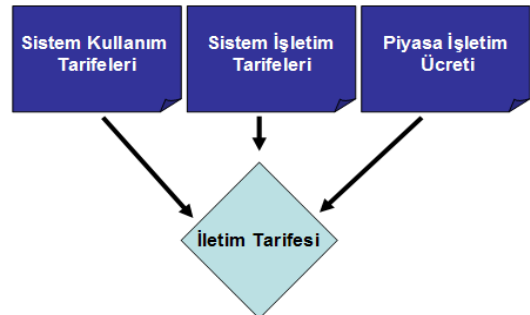 Sistem Kullanım
Tarifeleri
Sistem İşletim
Tarifeleri
Piyasa İşletim
Ücreti
İletim Tarifesi